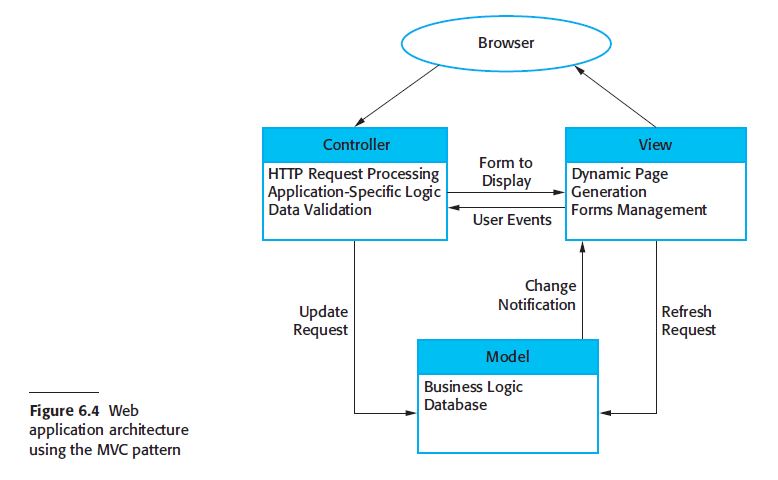 Browser
Controller
HTTP Request Processing
Application-Specific Logic
Data Validation
Form to
Display
User Events
View
Dynamic Page
Generation
Forms Management
Update
Request
Change
Notification
Refresh
Request
Model
Business Logic
Database
Figure 6.4 Web
application architecture
using the MVC pattern